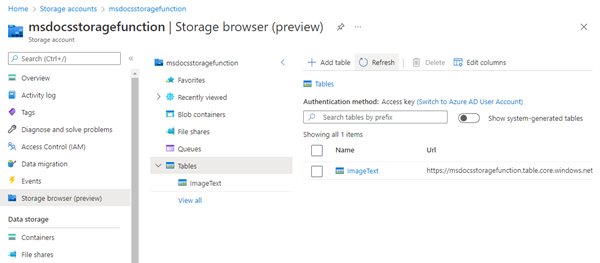 Home > Storage accounts > msdocsstoragefunction
msdocsstoragefunction | Storage browser (preview)
Storage account
Search (Ctrl+/)
Overview
Activity log
Tags
Diagnose and solve problems
Access Control (IAM)
Data migration
Events
Storage browser (preview)
Data storage
Containers
File shares
msdocsstoragefunction
Favorites
Recently viewed
Blob containers
File shares
Queues
Tables
ImageText
View all
Add table Refresh Delete Edit columns
Tables
Authentication method: Access key (Switch to Azure AD User Account)
Search tables by prefix Show system-generated tables
Showing all 1 items
Name Url
ImageText https://msdocsstoragefunction.table.core.windows.net